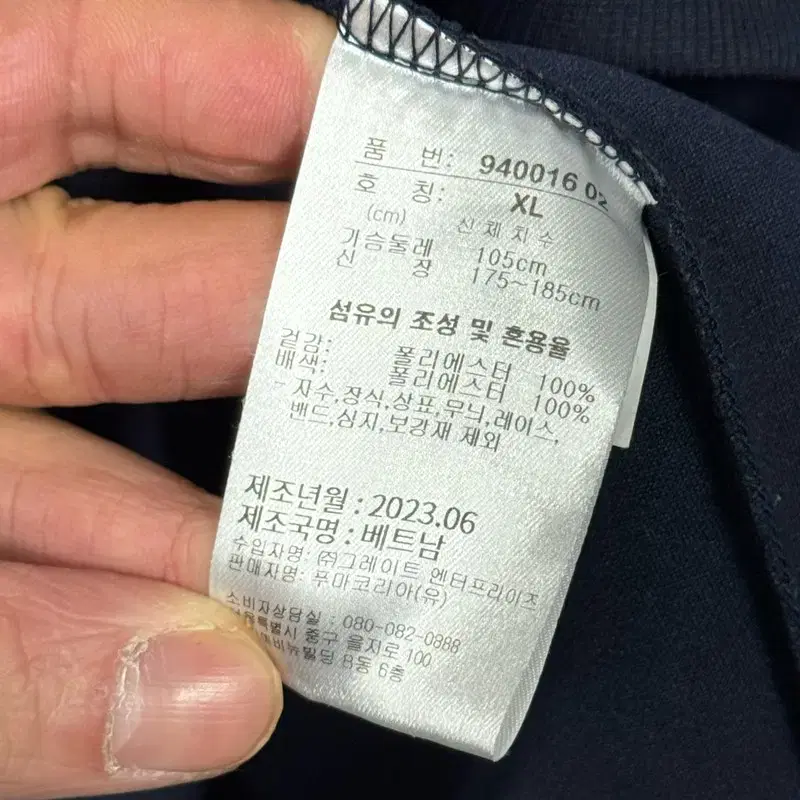 품 번: 940016 02
호 칭: XL
(cm) 신체치수
가슴둘레 105cm
신 장 175~185cm
섬유의 조성 및 혼용율
겉감: 폴리에스터 100%
배색: 폴리에스터 100%
자수,장식,상표,무늬,레이스,
밴드,심지,보강재 제외
제조년월 : 2023.06
제조국명 : 베트남
수입자명: ㈜그레이트 엔터프라이즈
판매자명: 푸마코리아(유)
소비자상담실 : 080-082-0888
중구 을지로 100
B동 6층